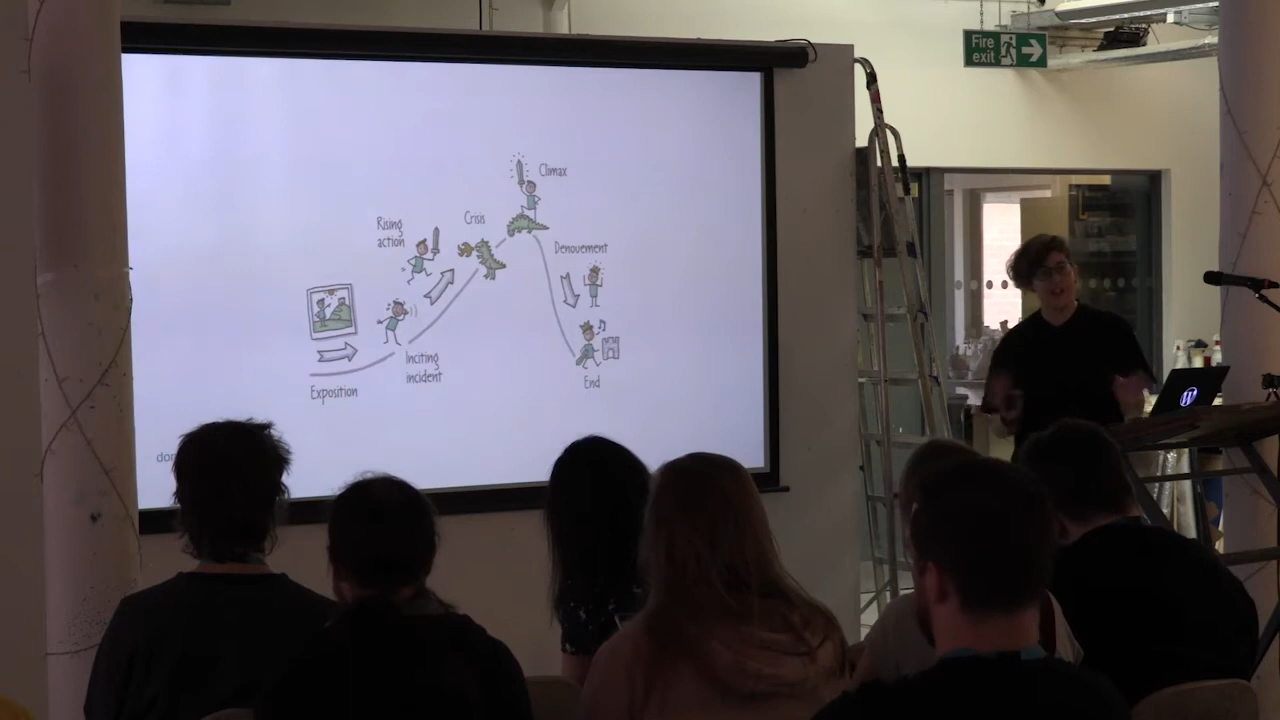 Fire
exit
Climax
Crisis
Rising
action
Denouement
Inciting
incident
End
Exposition